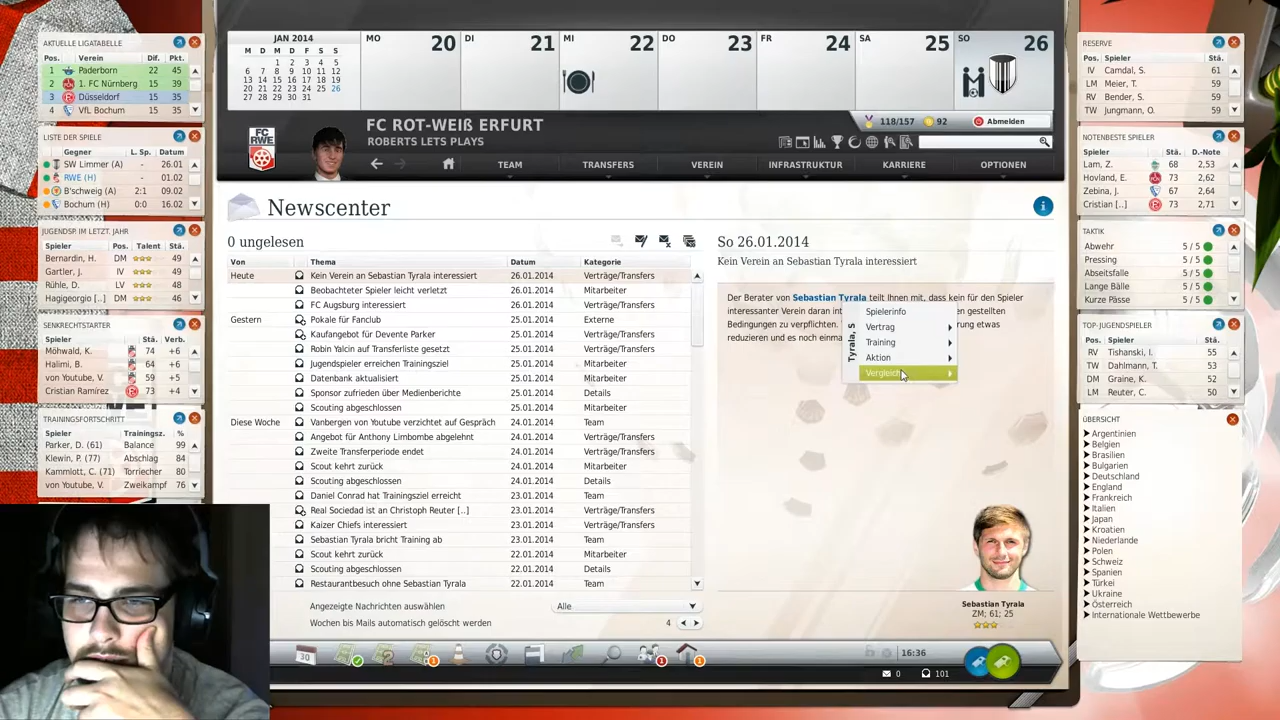 AKTUELLE LIGATABELLE
Pos. Verein Dif. Pkt.
1 Paderborn 22 45
2 1. FC Nürnberg 15 39
3 Düsseldorf 15 35
4 VfL Bochum 15 35
LISTE DER SPIELE
Gegner L. Sp. Datum
SW Limmer (A) - 26.01
RWE (H) - 01.02
B'schweig (A) 2:1 09.02
Bochum (H) 0:0 16.02
JUGENDSP IM LETZT. JAHR
Spieler Pos. Talent Stä.
Bernardin, H. DM 49
Gartler, J. IV 49
Rühle, D. LV 48
Hagigeorgio [..] DM 46
SENKRECHTSTARTER
Spieler Stä. Verb.
Möhwald, K. 74 +6
Halimi, B. 64 +6
von Youtube, V. 59 +5
Cristian Ramírez 73 +4
TRAININGSFORTSCHRITT
Spieler Trainingsz. %
Parker, D. (61) Balance 99
Klewin, P. (77) Abschlag 84
Kammlott, C. (71) Torriecher 80
von Youtube, V. Zweikampf 76
JAN 2014
M D M D F S S
1 2 3 4 5
6 7 8 9 10 11 12
13 14 15 16 17 18 19
20 21 22 23 24 25 26
27 28 29 30 31
MO 20
DI 21
MI 22
DO 23
FR 24
SA 25
SO 26
118/157
92
Abmelden
FC RWE
FC ROT-WEIß ERFURT
ROBERTS LETS PLAYS
TEAM TRANSFERS VEREIN INFRASTRUKTUR KARRIERE OPTIONEN
Newscenter
0 ungelesen
Von Thema Datum Kategorie
Heute Kein Verein an Sebastian Tyrala interessiert 26.01.2014 Verträge/Transfers
Beobachteter Spieler leicht verletzt 26.01.2014 Mitarbeiter
FC Augsburg interessiert 26.01.2014 Verträge/Transfers
Gestern Pokale für Fanclub 25.01.2014 Externe
Kaufangebot für Devente Parker 25.01.2014 Verträge/Transfers
Robin Yalcin auf Transferliste gesetzt 25.01.2014 Verträge/Transfers
Jugendspieler erreichen Trainingsziel 25.01.2014 Mitarbeiter
Datenbank aktualisiert 25.01.2014 Mitarbeiter
Sponsor zufrieden über Medienberichte 25.01.2014 Details
Scouting abgeschlossen 25.01.2014 Mitarbeiter
Diese Woche Vanbergen von Youtube verzichtet auf Gespräch 24.01.2014 Team
Angebot für Anthony Limbombe abgelehnt 24.01.2014 Verträge/Transfers
Zweite Transferperiode endet 24.01.2014 Verträge/Transfers
Scout kehrt zurück 24.01.2014 Mitarbeiter
Scouting abgeschlossen 24.01.2014 Details
Daniel Conrad hat Trainingsziel erreicht 23.01.2014 Team
Real Sociedad ist an Christoph Reuter [..] 23.01.2014 Verträge/Transfers
Kaizer Chiefs interessiert 23.01.2014 Verträge/Transfers
Sebastian Tyrala bricht Training ab 23.01.2014 Team
Scout kehrt zurück 22.01.2014 Mitarbeiter
Scouting abgeschlossen 22.01.2014 Details
Restaurantbesuch ohne Sebastian Tyrala 22.01.2014 Team
Angezeigte Nachrichten auswählen Alle
Wochen bis Mails automatisch gelöscht werden 4
So 26.01.2014
Kein Verein an Sebastian Tyrala interessiert
Der Berater von Sebastian Tyrala teilt Ihnen mit, dass kein für den Spieler
interessanter Verein daran int gestellten
Bedingungen zu verpflichten. rung etwas
reduzieren und es noch einma
Tyrala, S
Spielerinfo
Vertrag
Training
Aktion
Vergleich
Sebastian Tyrala
ZM; 61; 25
30
2
1
1
1
16:36
0
101
RESERVE
Pos. Spieler Stä.
IV Camdal, S. 61
LM Meier, T. 59
RV Bender, S. 59
TW Jungmann, O. 59
NOTENBESTE SPIELER
Spieler Stä. D.-Note
Lam, Z. 68 2,53
Hovland, E. 73 2,62
Zebina, J. 67 2,64
Cristian [..] 73 2,71
TAKTIK
Abwehr 5 / 5
Pressing 5 / 5
Abseitsfalle 5 / 5
Lange Bälle 5 / 5
Kurze Pässe 5 / 5
TOP-JUGENDSPIELER
RV Tishanski, I. 55
TW Dahlmann, T. 53
DM Graine, K. 52
LM Reuter, C. 50
ÜBERSICHT
Argentinien
Belgien
Brasilien
Bulgarien
Deutschland
England
Frankreich
Italien
Japan
Kroatien
Niederlande
Polen
Schweiz
Spanien
Türkei
Ukraine
Österreich
Internationale Wettbewerbe